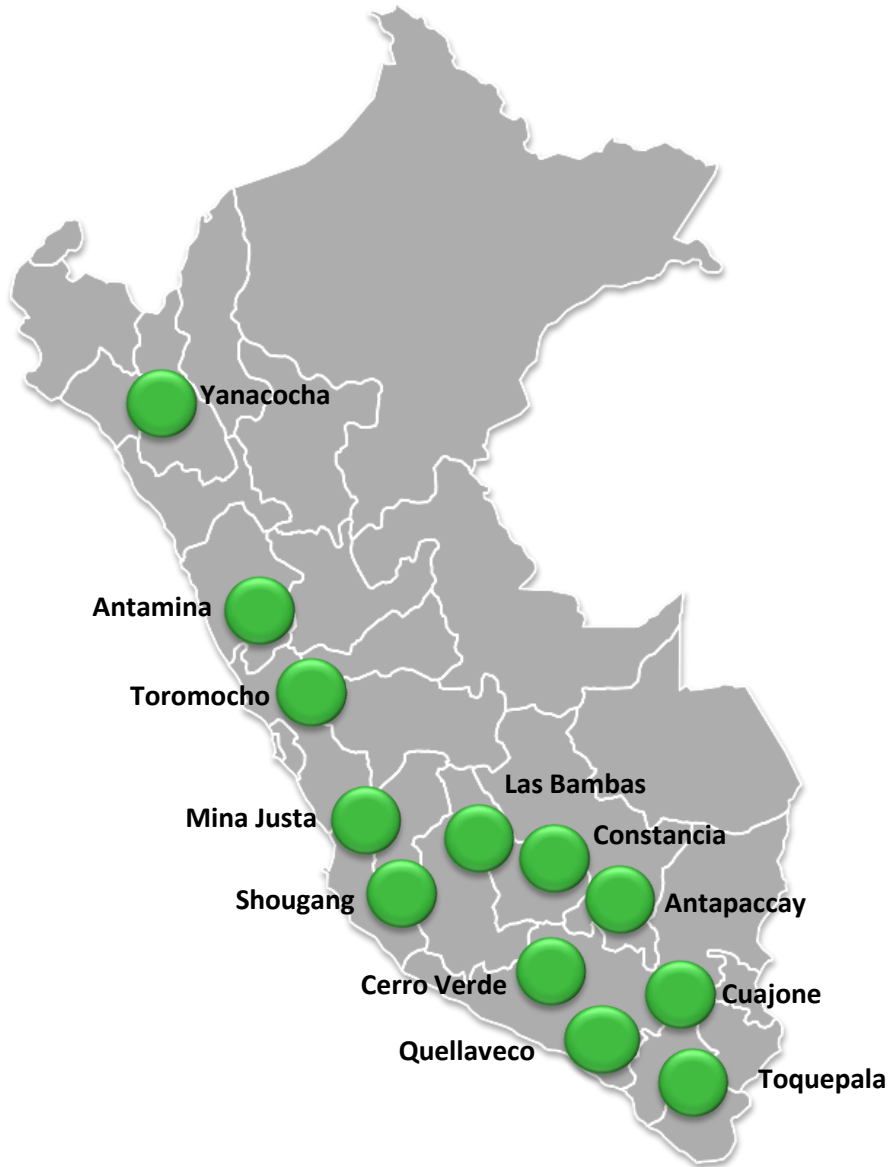 Yanacocha
Antamina
Toromocho
Las Bambas
Mina Justa
Constancia
Shougang
Antapaccay
Cerro Verde
Cuajone
Quellaveco
Toquepala